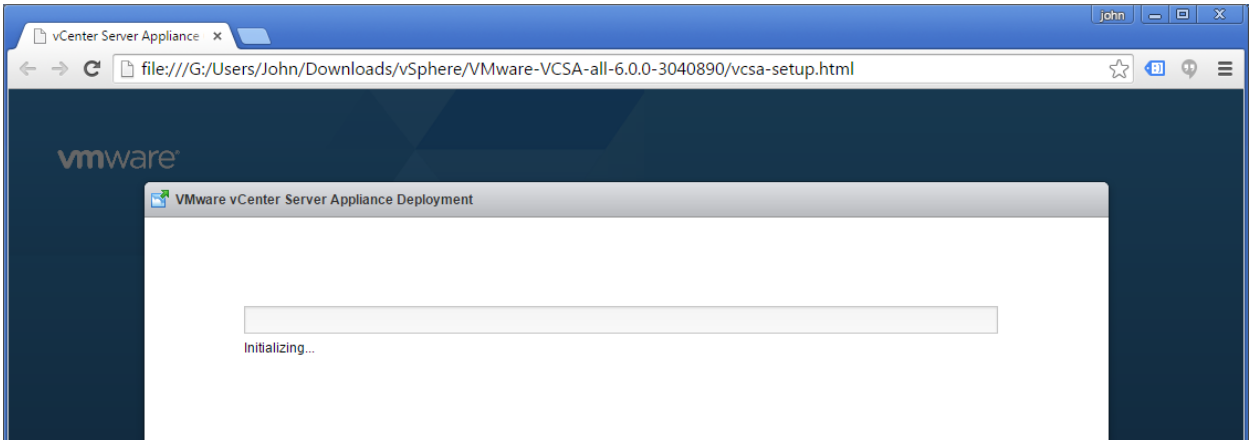 john
vCenter Server Appliance
file:///G:/Users/John/Downloads/vSphere/VMware-VCSA-all-6.0.0-3040890/vcsa-setup.html
vmware
VMware vCenter Server Appliance Deployment
Initializing...